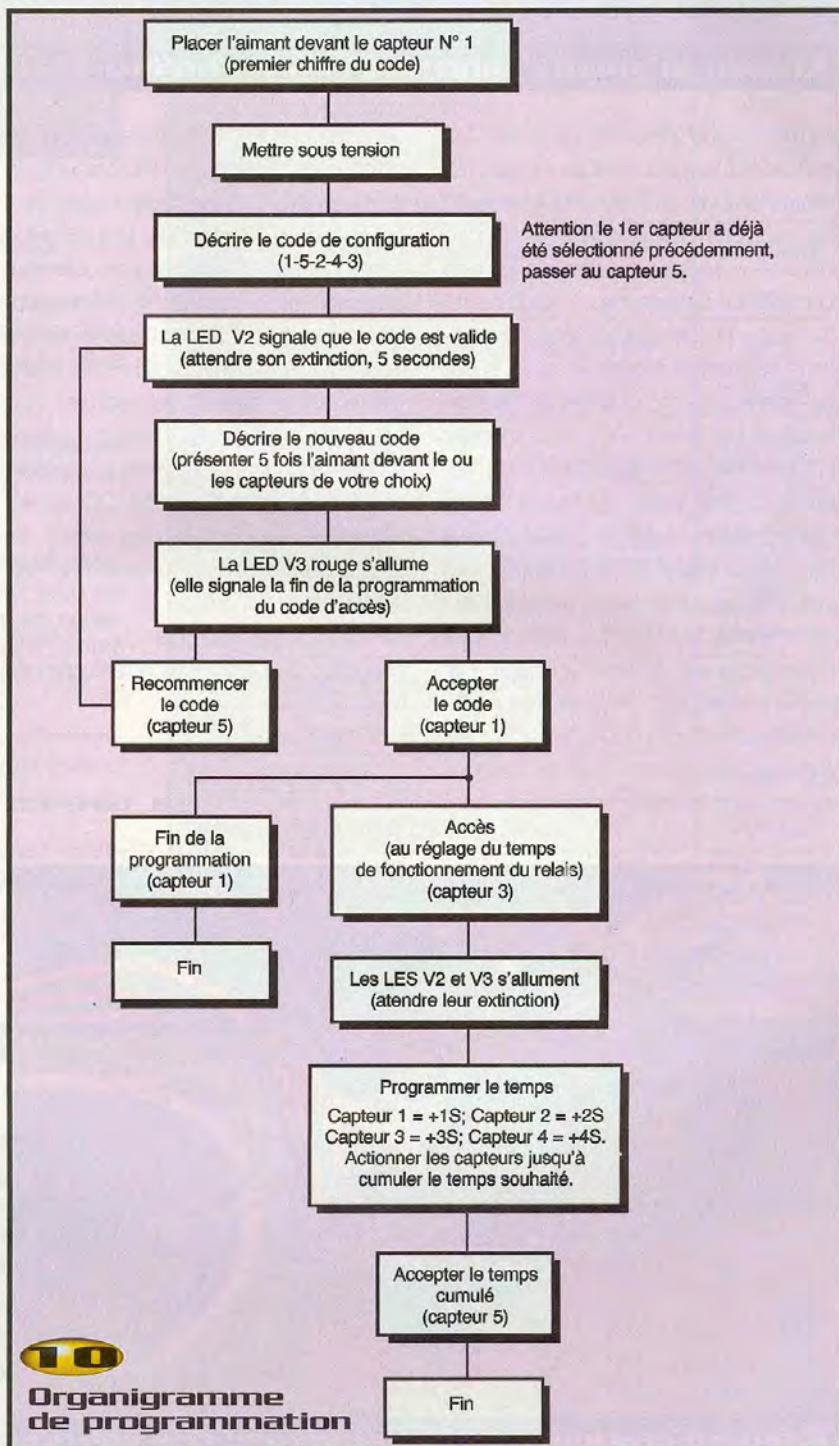 Placer l'aimant devant le capteur N° 1
(premier chiffre du code)
Mettre sous tension
Décrire le code de configuration
(1-5-2-4-3)
Attention le 1er capteur a déjà
été sélectionné précédemment,
passer au capteur 5.
La LED V2 signale que le code est valide
(attendre son extinction, 5 secondes)
Décrire le nouveau code
(présenter 5 fois l'aimant devant le ou
les capteurs de votre choix)
La LED V3 rouge s'allume
(elle signale la fin de la programmation
du code d'accès)
Recommencer
le code
(capteur 5)
Accepter
le code
(capteur 1)
Fin de la
programmation
(capteur 1)
Accès
(au réglage du temps
de fonctionnement du relais)
(capteur 3)
Fin
Les LES V2 et V3 s'allument
(atendre leur extinction)
Programmer le temps
Capteur 1 = +1S; Capteur 2 = +2S
Capteur 3 = +3S; Capteur 4 = +4S.
Actionner les capteurs jusqu'à
cumuler le temps souhaité.
Accepter le temps
cumulé
(capteur 5)
Fin
10
Organigramme
de programmation